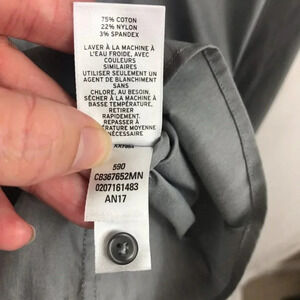 75% COTON
22% NYLON
3% SPANDEX
LAVER À LA MACHINE À
L'EAU FROIDE, AVEC
COULEURS
SIMILAIRES
UTILISER SEULEMENT UN
AGENT DE BLANCHIMENT
SANS
CHLORE, AU BESOIN.
SÉCHER À LA MACHINE À
BASSE TEMPÉRATURE,
RETIRER
RAPIDEMENT.
REPASSER À
TEMPÉRATURE MOYENNE
NÉCESSAIRE
590
CB367652MN
0207161483
AN17